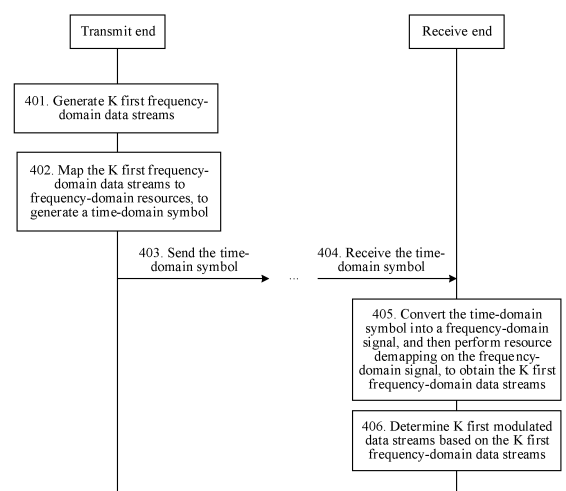 Transmit end
Receive end
401. Generate K first frequency-
domain data streams
402. Map the K first frequency-
domain data streams to
frequency-domain resources, to
generate a time-domain symbol
403. Send the time-
domain symbol
...
404. Receive the time-
domain symbol
405. Convert the time-domain
symbol into a frequency-domain
signal, and then perform resource
demapping on the frequency-
domain signal, to obtain the K first
frequency-domain data streams
406. Determine K first modulated
data streams based on the K first
frequency-domain data streams